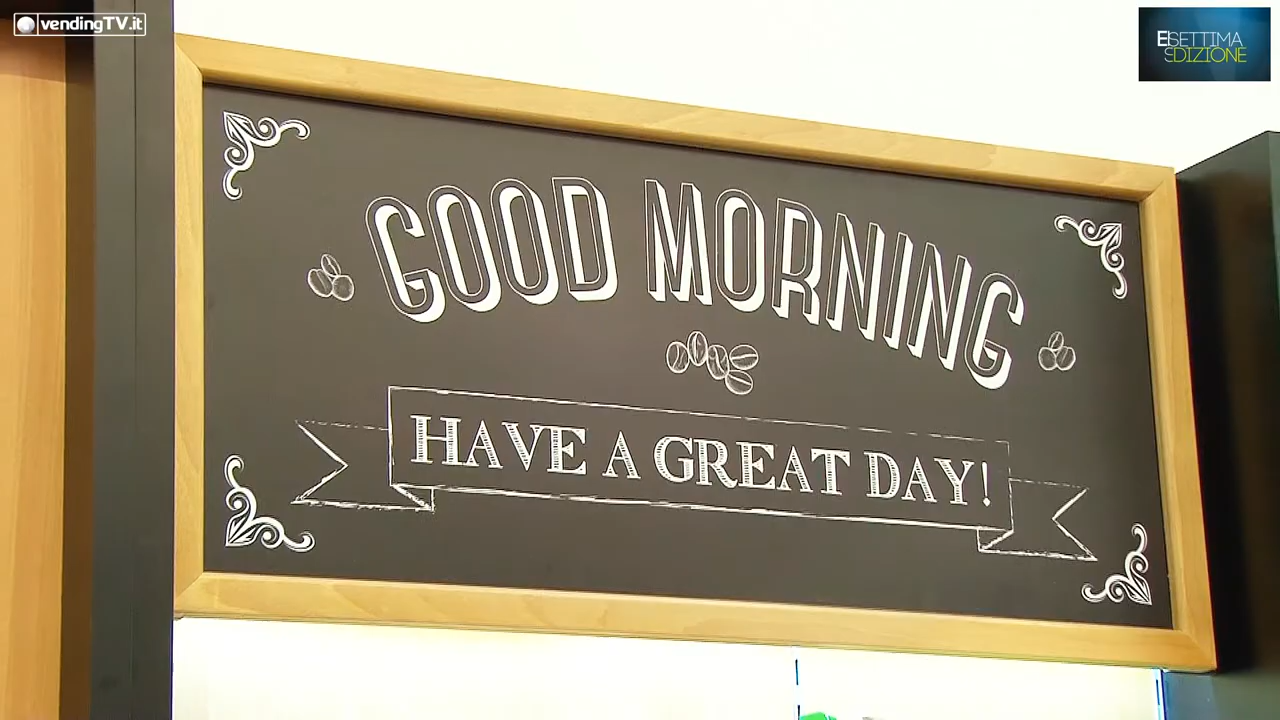 vendingTV.it
ESETTIMA
EDIZIONE
GOOD MORNING
HAVE A GREAT DAY!